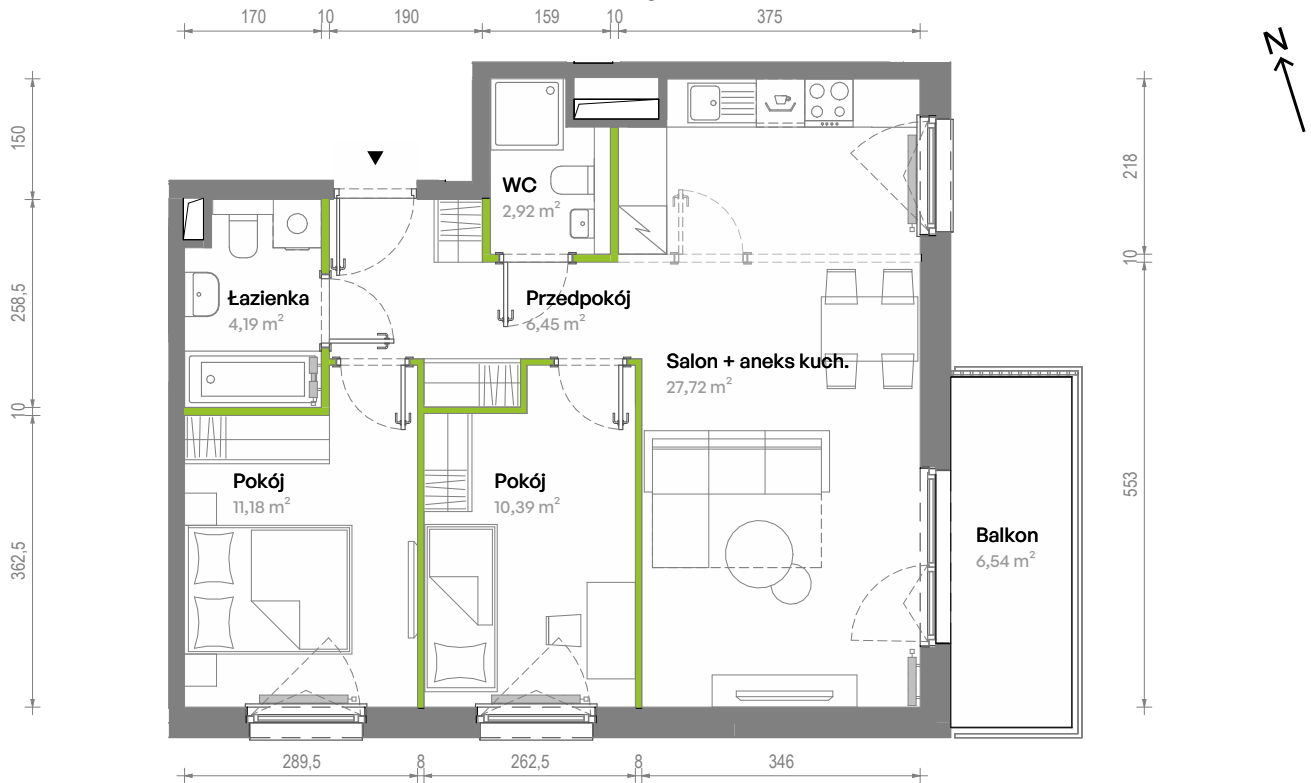 170 10 190 159 10 375
N
150
218
WC
2,92 m²
10
258,5
Łazienka
4,19 m²
Przedpokój
6,45 m²
Salon + aneks kuch.
27,72 m²
10
553
Pokój
11,18 m²
Pokój
10,39 m²
362,5
Balkon
6,54 m²
289,5 8 262,5 8 346